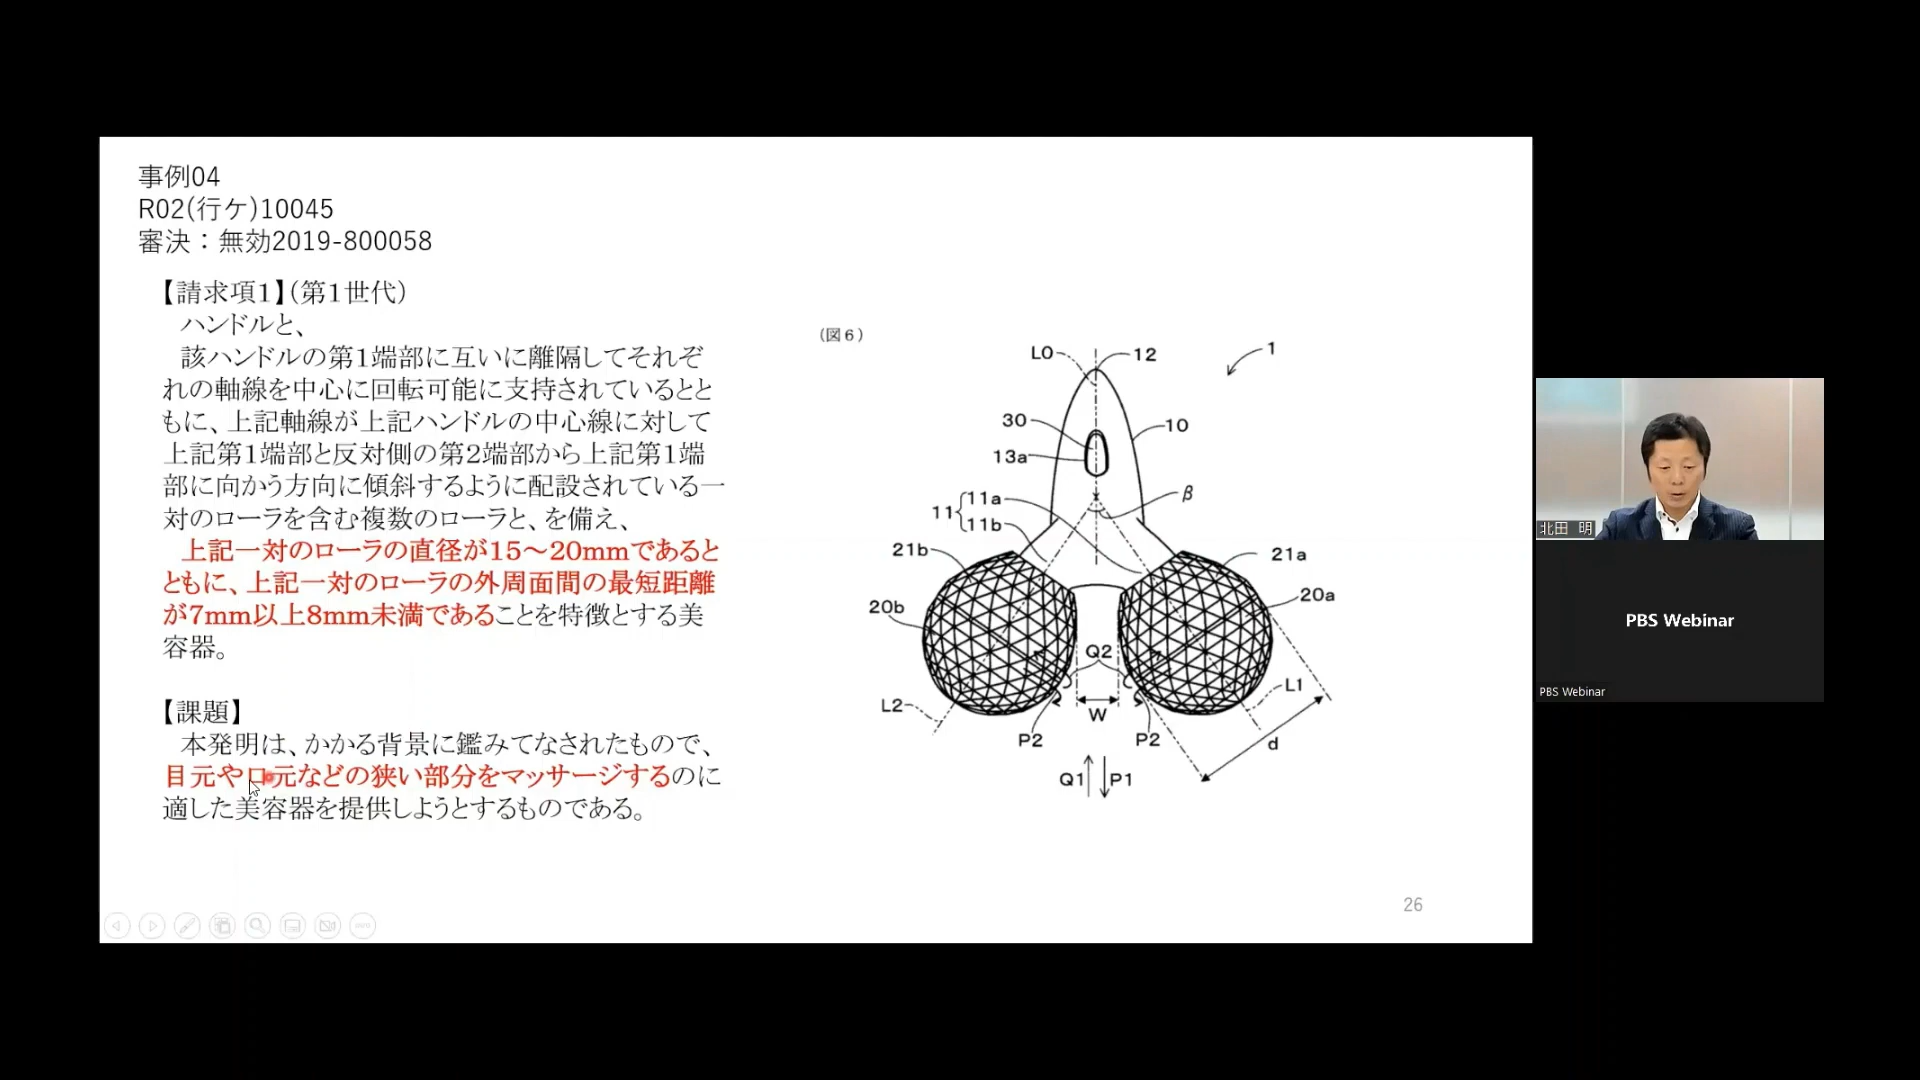 事例04
R02(行ケ)10045
審決：無効2019-800058
【請求項1】（第1世代）
ハンドルと、
該ハンドルの第1端部に互いに離隔してそれぞ
れの軸線を中心に回転可能に支持されているとと
もに、上記軸線が上記ハンドルの中心線に対して
上記第1端部と反対側の第2端部から上記第1端
部に向かう方向に傾斜するように配設されている一
対のローラを含む複数のローラと、を備え、
上記一対のローラの直径が15～20mmであると
ともに、上記一対のローラの外周面間の最短距離
が7mm以上8mm未満であることを特徴とする美
容器。
【課題】
本発明は、かかる背景に鑑みてなされたもので、
目元や口元などの狭い部分をマッサージするのに
適した美容器を提供しようとするものである。
（図6）
L0
12
1
30
10
13a
11a
11
11b
β
21b
21a
20b
20a
Q2
L2
L1
W
P2
P2
d
Q1
P1
26
北田 明
PBS Webinar
PBS Webinar